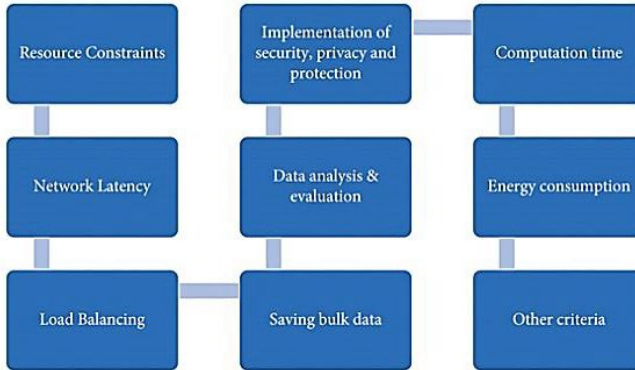 Resource Constraints
Network Latency
Load Balancing
Saving bulk data
Data analysis &
evaluation
Implementation of
security, privacy and
protection
Computation time
Energy consumption
Other criteria